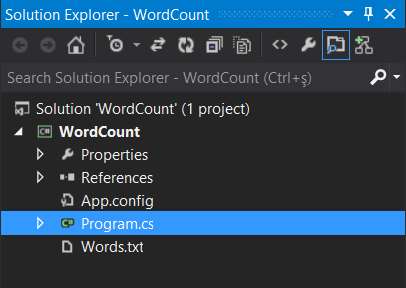 Solution Explorer - WordCount
Search Solution Explorer - WordCount (Ctrl+ş)
Solution 'WordCount' (1 project)
C# WordCount
Properties
References
App.config
C# Program.cs
Words.txt